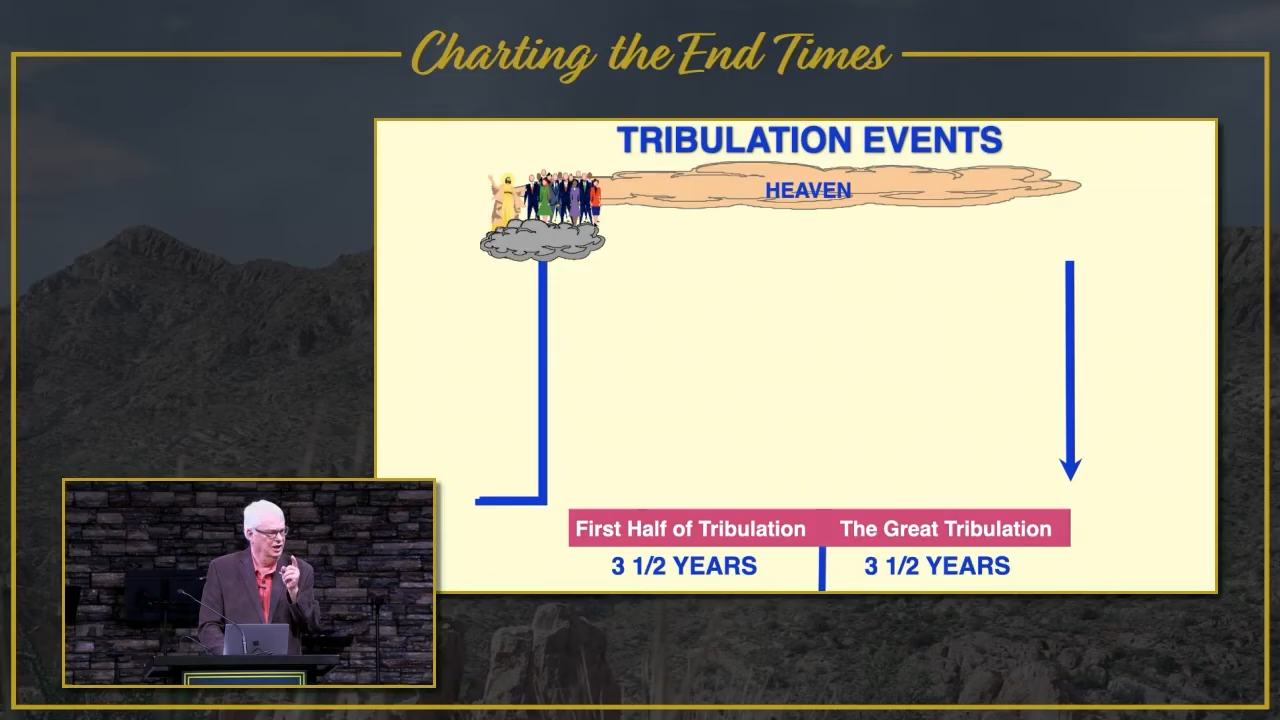 Charting the End Times
TRIBULATION EVENTS
HEAVEN
First Half of Tribulation The Great Tribulation
3 1/2 YEARS 3 1/2 YEARS